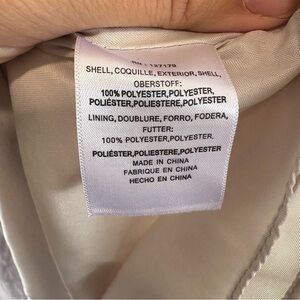 RN : 137179
SHELL, COQUILLE, EXTERIOR, SHELL,
OBERSTOFF:
100% POLYESTER,POLYESTER,
POLIÉSTER,POLIESTERE,POLYESTER
LINING, DOUBLURE, FORRO, FODERA,
FUTTER:
100% POLYESTER,POLYESTER,
POLIÉSTER,POLIESTERE,POLYESTER
MADE IN CHINA
FABRIQUE EN CHINA
HECHO EN CHINA